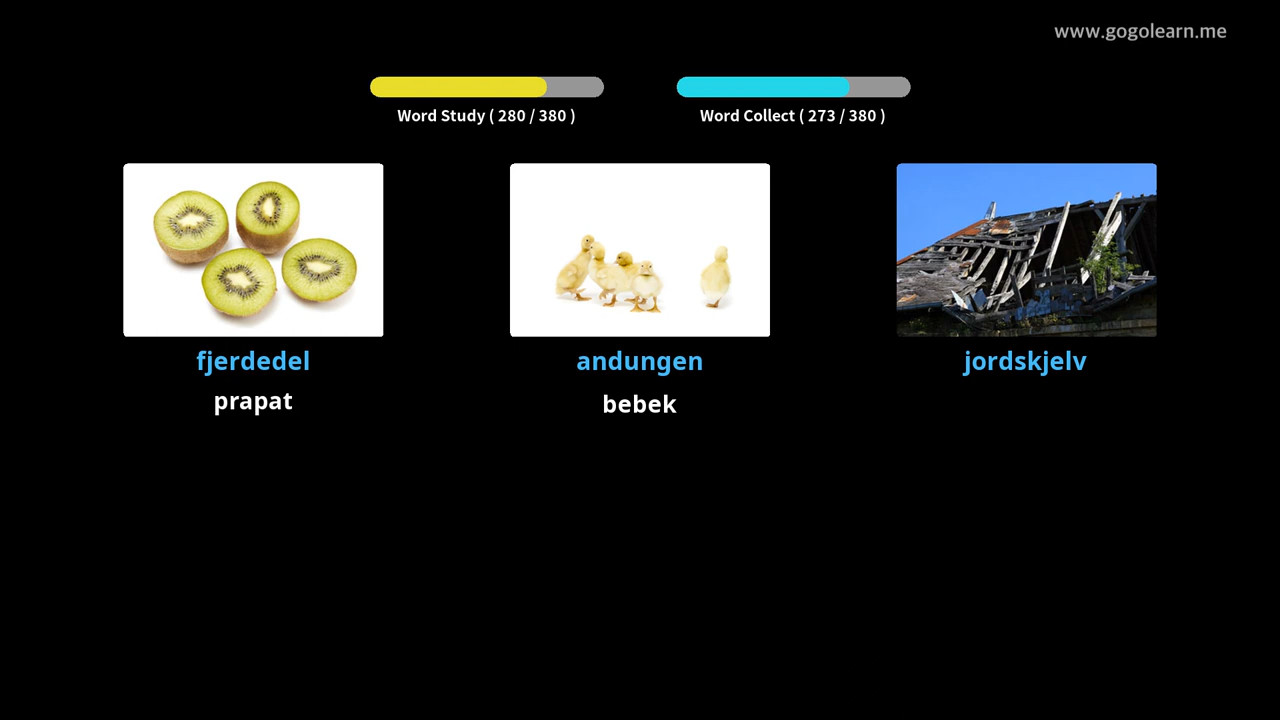 www.gogolearn.me
Word Study ( 280 / 380 )
Word Collect ( 273 / 380 )
fjerdedel
andungen
jordskjelv
prapat
bebek